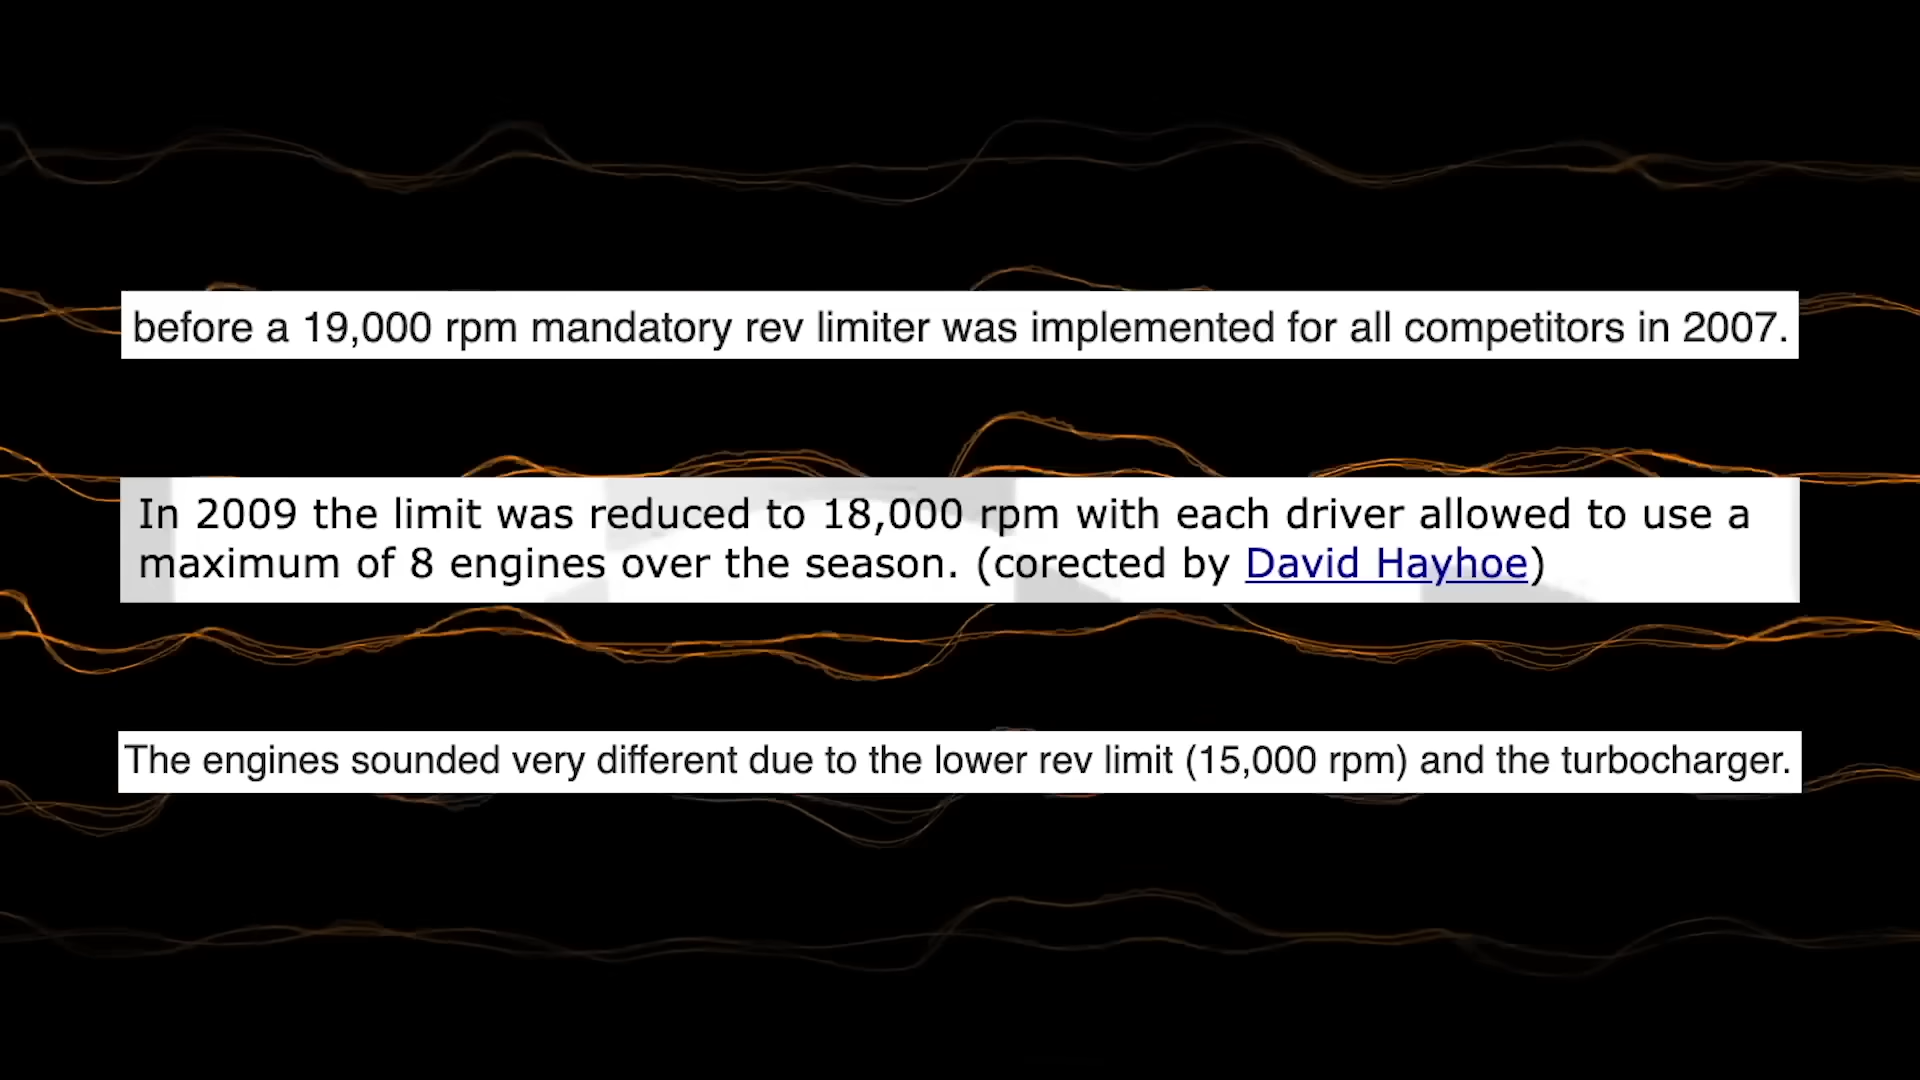 before a 19,000 rpm mandatory rev limiter was implemented for all competitors in 2007.
In 2009 the limit was reduced to 18,000 rpm with each driver allowed to use a
maximum of 8 engines over the season. (corected by David Hayhoe)
The engines sounded very different due to the lower rev limit (15,000 rpm) and the turbocharger.